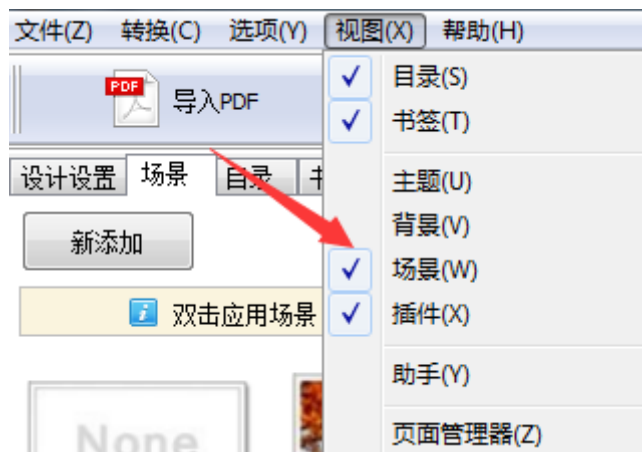 文件(Z) 转换(C) 选项(Y) 视图(X) 帮助(H)
PDF 导入PDF
设计设置 场景 目录
新添加
双击应用场景
None
目录(S)
书签(T)
主题(U)
背景(V)
场景(W)
插件(X)
助手(Y)
页面管理器(Z)